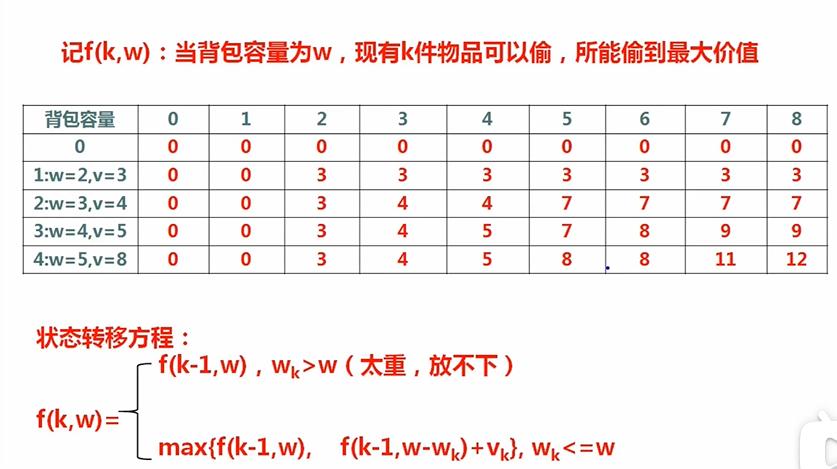 记f(k,w)：当背包容量为w，现有k件物品可以偷，所能偷到最大价值
背包容量 0 1 2 3 4 5 6 7 8
0 0 0 0 0 0 0 0 0 0
1:w=2,v=3 0 0 3 3 3 3 3 3 3
2:w=3,v=4 0 0 3 4 4 7 7 7 7
3:w=4,v=5 0 0 3 4 5 7 8 9 9
4:w=5,v=8 0 0 3 4 5 8 8 11 12
状态转移方程：
f(k-1,w)，wk>w（太重，放不下）
f(k,w)=
max{f(k-1,w), f(k-1,w-wk)+vk}, wk<=w